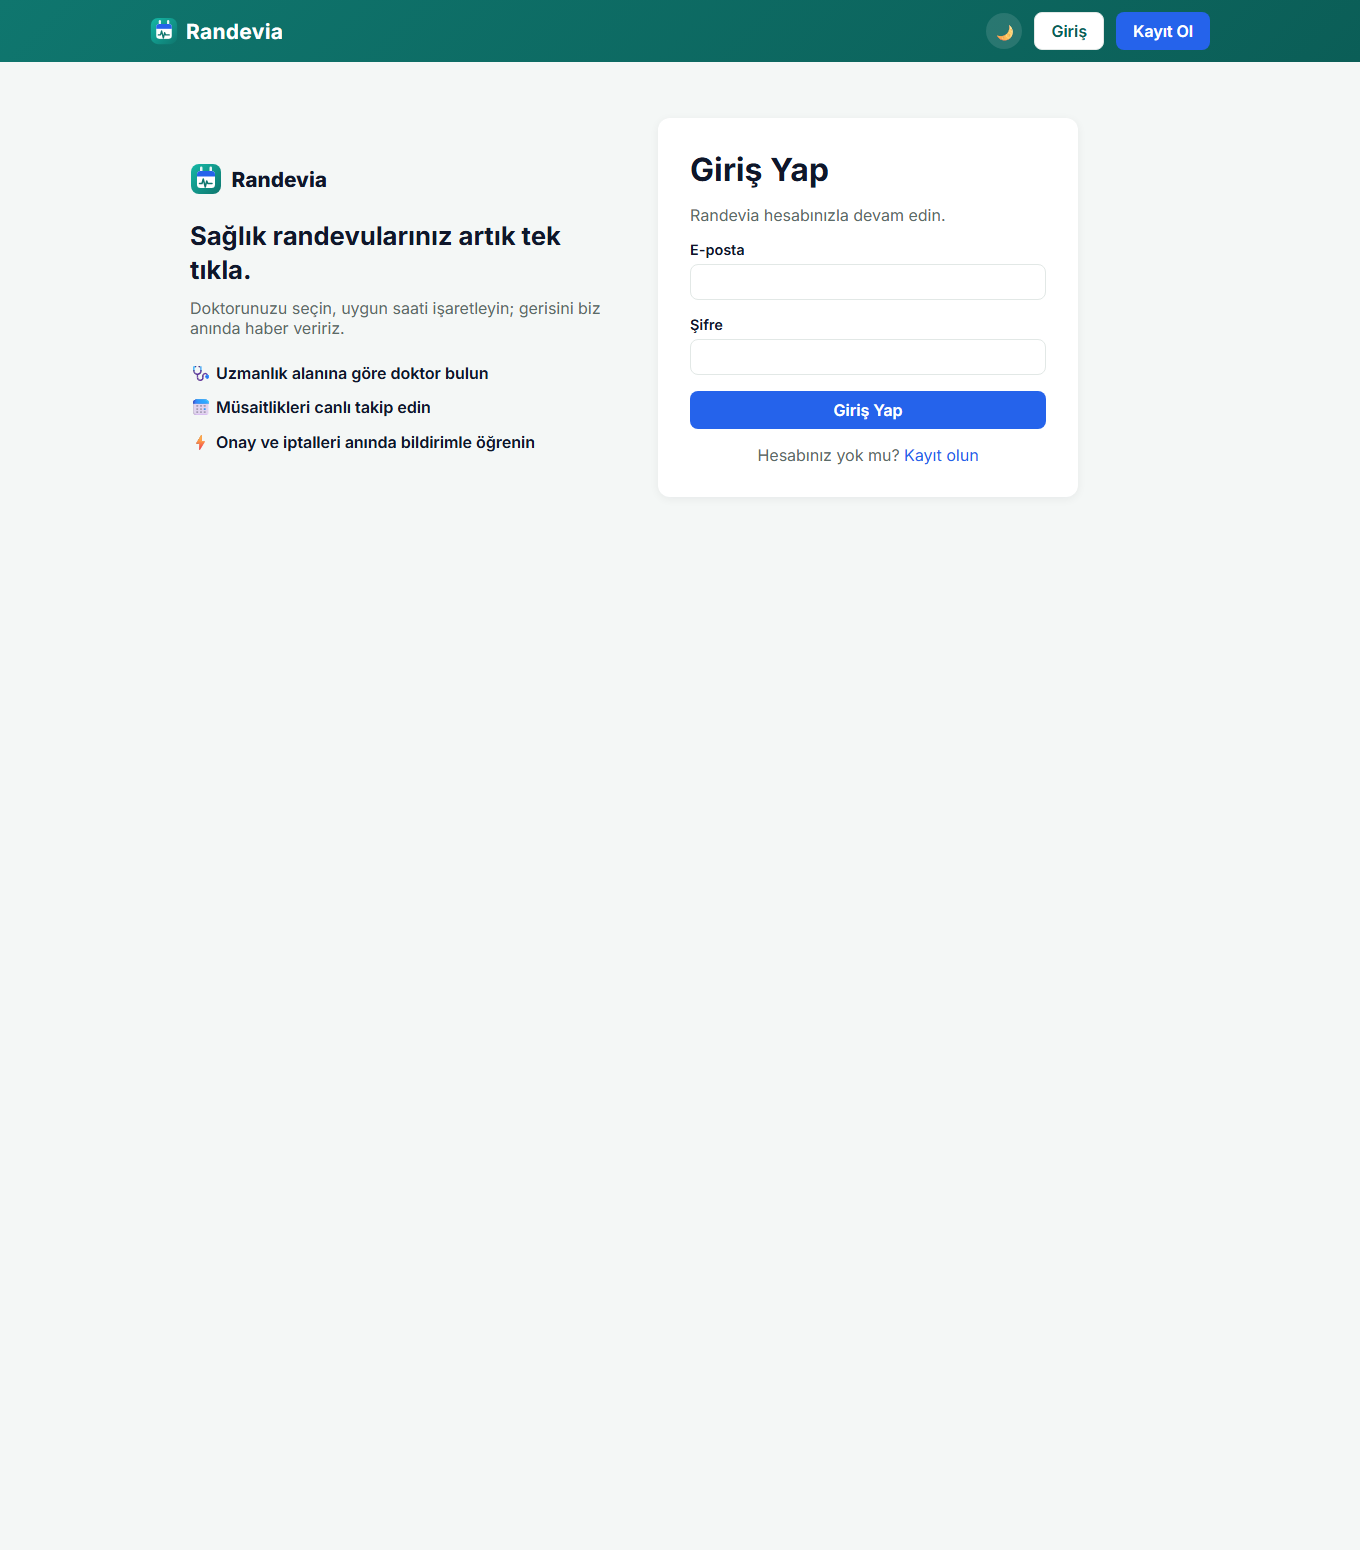 Randevia
Giriş
Kayıt Ol
Randevia
Sağlık randevularınız artık tek
tıkla.
Doktorunuzu seçin, uygun saati işaretleyin; gerisini biz
anında haber veririz.
Uzmanlık alanına göre doktor bulun
Müsaitlikleri canlı takip edin
Onay ve iptalleri anında bildirimle öğrenin
Giriş Yap
Randevia hesabınızla devam edin.
E-posta
Şifre
Giriş Yap
Hesabınız yok mu? Kayıt olun